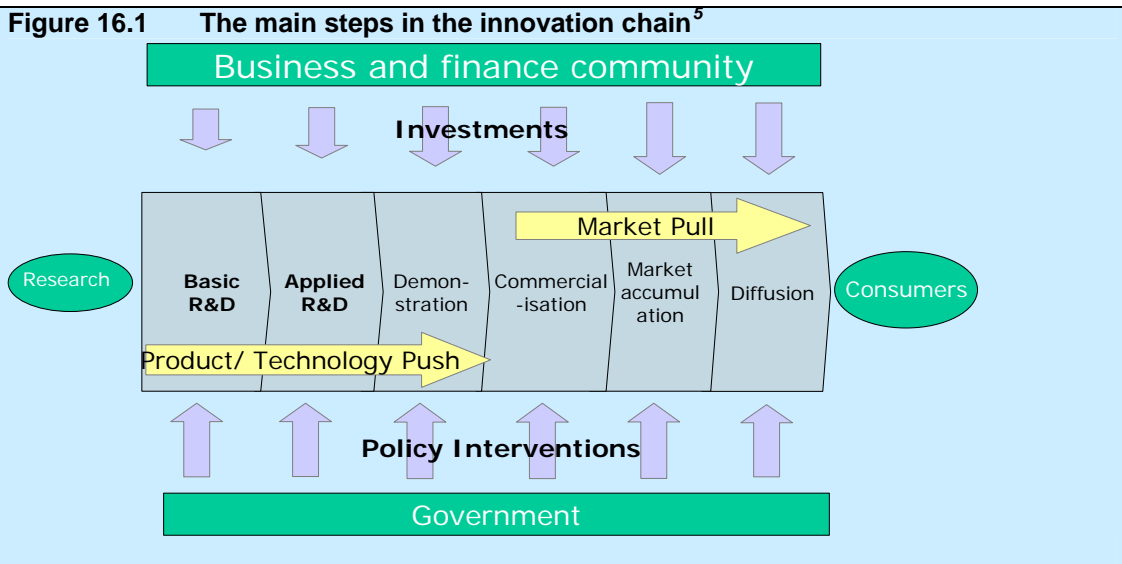 Figure 16.1 The main steps in the innovation chain5
Business and finance community
Investments
Market Pull
Research
Basic
R&D
Applied
R&D
Demon-
stration
Commercial
-isation
Market
accumul
ation
Diffusion
Consumers
Product/ Technology Push
Policy Interventions
Government